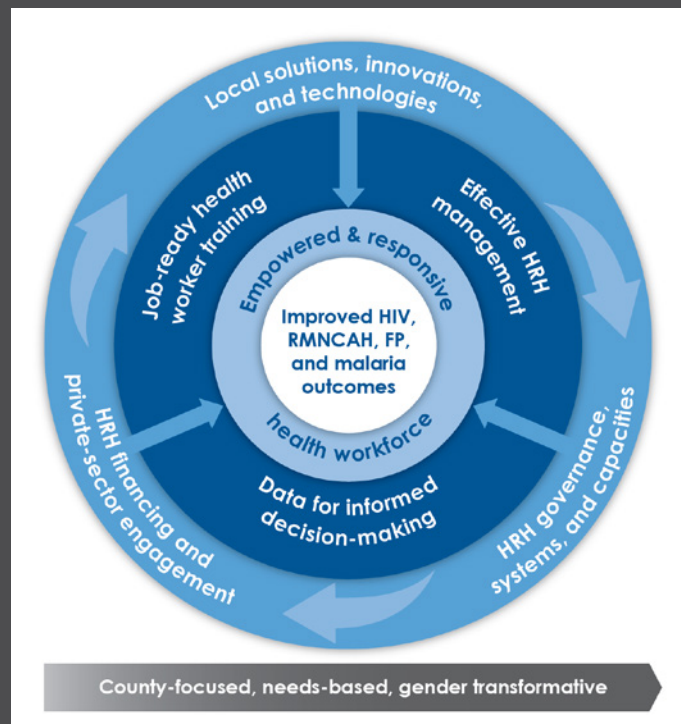 Local solutions, innovations,
and technologies
Job-ready health
worker training
Effective HRH
management
Empowered & responsive
Improved HIV,
RMNCAH, FP,
and malaria
outcomes
health workforce
Data for informed
decision-making
HRH financing and
private-sector engagement
HRH governance,
systems, and capacities
County-focused, needs-based, gender transformative